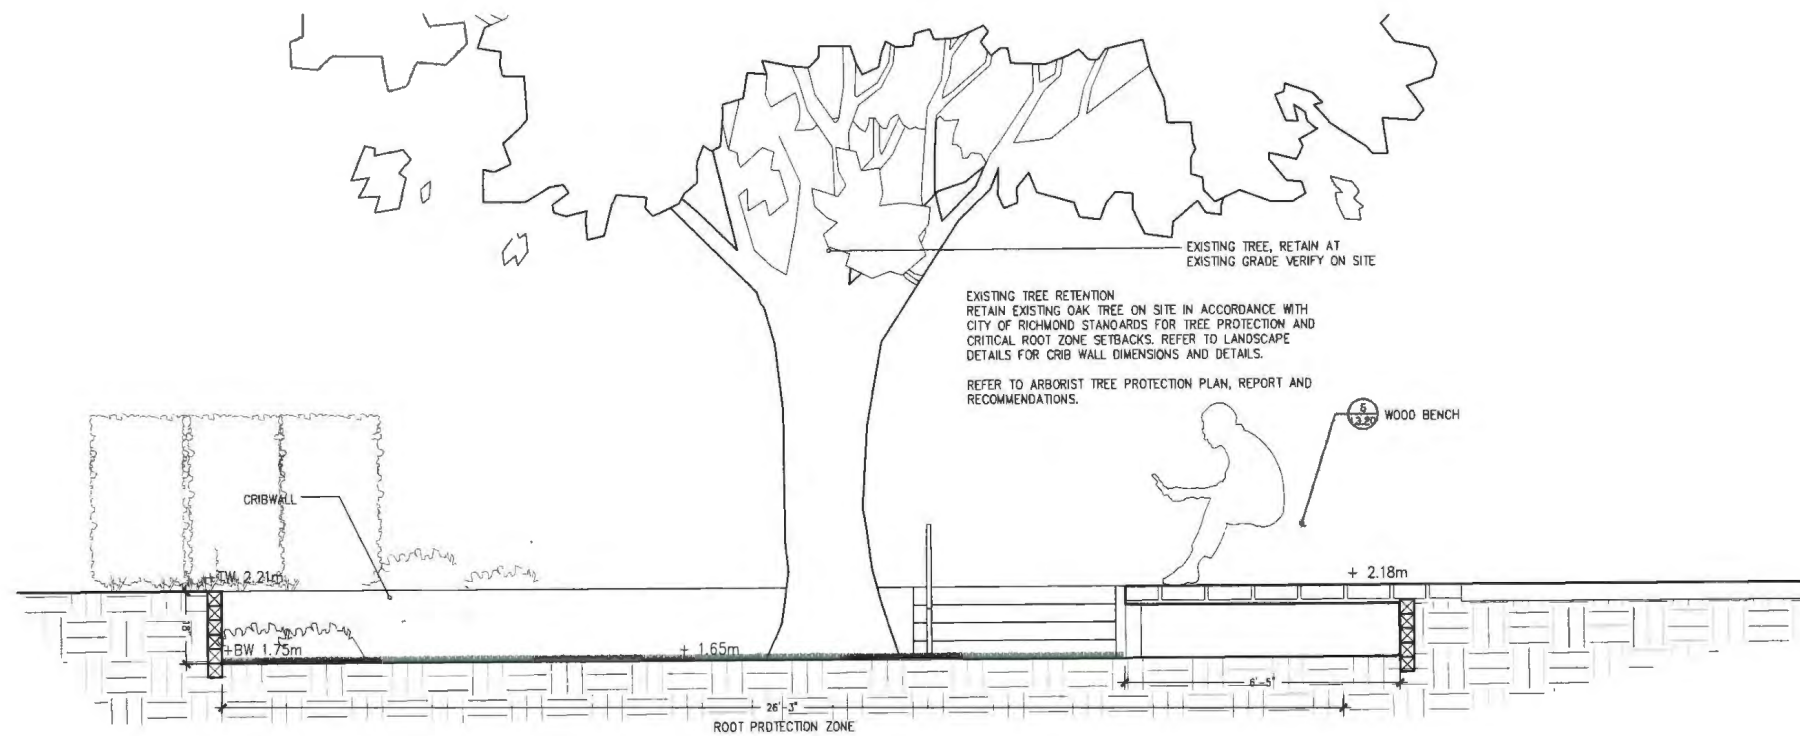 EXISTING TREE, RETAIN AT
EXISTING GRADE VERIFY ON SITE
EXISTING TREE RETENTION
RETAIN EXISTING OAK TREE ON SITE IN ACCORDANCE WITH
CITY OF RICHMOND STANDARDS FOR TREE PROTECTION AND
CRITICAL ROOT ZONE SETBACKS. REFER TO LANDSCAPE
DETAILS FOR CRIB WALL DIMENSIONS AND DETAILS.
REFER TO ARBORIST TREE PROTECTION PLAN, REPORT AND
RECOMMENDATIONS.
WOOD BENCH
CRIBWALL
+TW 2.21m
+ 2.18m
18"
+BW 1.75m
+ 1.65m
6'-5"
26'-3"
ROOT PROTECTION ZONE